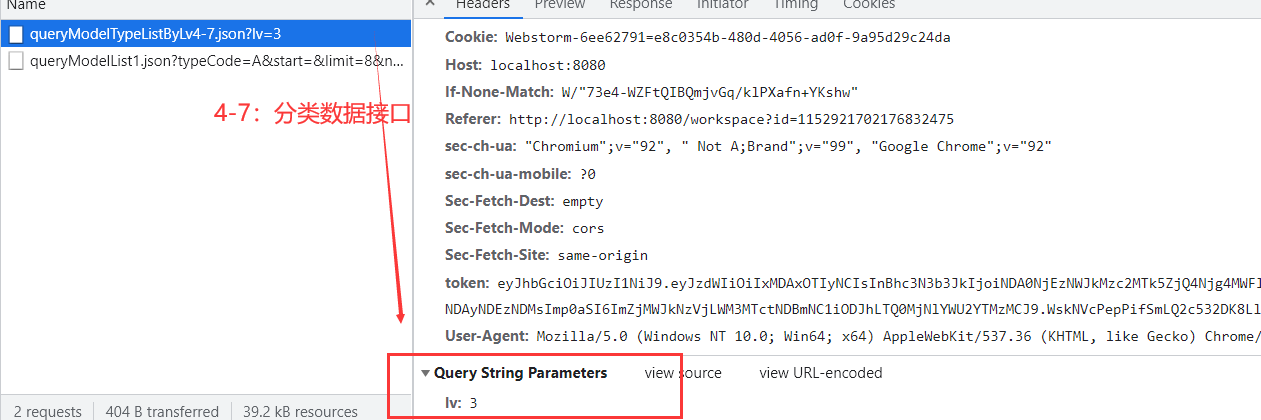 Name
Headers Preview Response Initiator Timing Cookies
queryModelTypeListByLv4-7.json?lv=3
queryModelList1.json?typeCode=A&start=&limit=8&n...
4-7：分类数据接口
Cookie: Webstorm-6ee62791=e8c0354b-480d-4056-ad0f-9a95d29c24da
Host: localhost:8080
If-None-Match: W/"73e4-WZFtQIBQmjvGq/klPXafn+YKshw"
Referer: http://localhost:8080/workspace?id=1152921702176832475
sec-ch-ua: "Chromium";v="92", " Not A;Brand";v="99", "Google Chrome";v="92"
sec-ch-ua-mobile: ?0
Sec-Fetch-Dest: empty
Sec-Fetch-Mode: cors
Sec-Fetch-Site: same-origin
token: eyJhbGciOiJIUzI1NiJ9.eyJzdWIiOiIxMDAxOTIyNCIsInBhc3N3b3JkIjoiNDA0NjEzNWJkMzc2MTk5ZjQ4Njg4MWFl
NDAyNDEzNDMsImp0aSI6ImZjMWJkNzVjLWM3MTctNDBmNC1iODJhLTQ0MjNlYWU2YTMzMCJ9.WskNVcPepPifSmLQ2c532DK8Ll
User-Agent: Mozilla/5.0 (Windows NT 10.0; Win64; x64) AppleWebKit/537.36 (KHTML, like Gecko) Chrome/
Query String Parameters view source view URL-encoded
lv: 3
2 requests 404 B transferred 39.2 kB resources